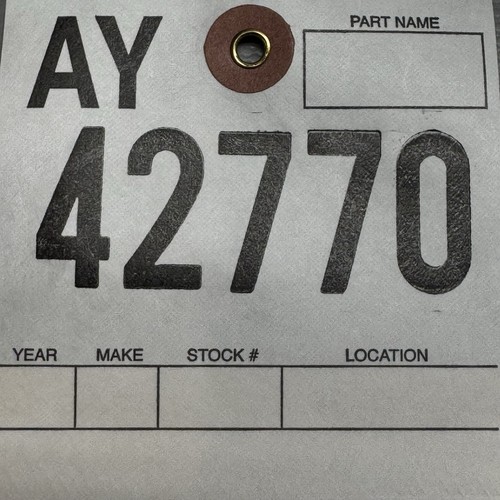 AY PART NAME
42770
YEAR MAKE STOCK # LOCATION